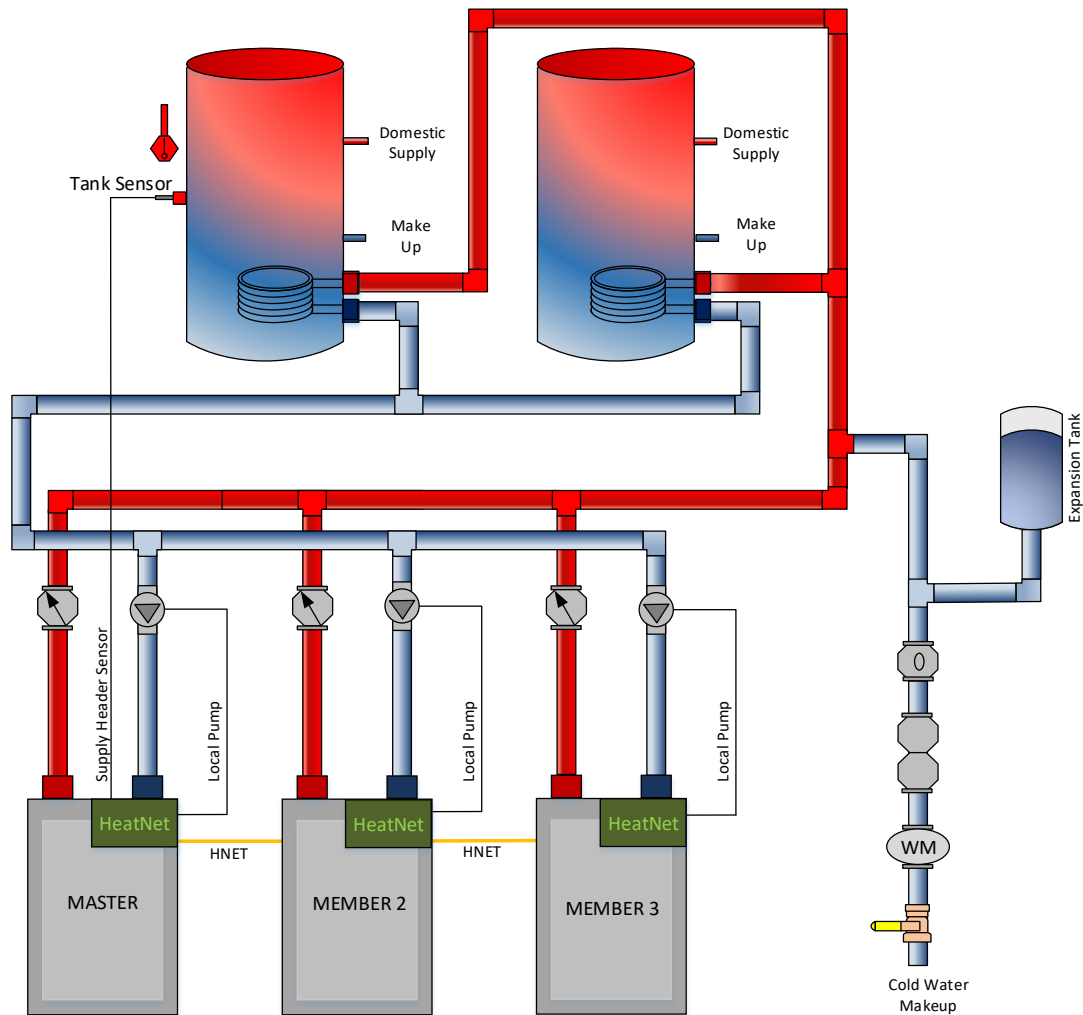 Domestic
Supply
Domestic
Supply
Tank Sensor
Make
Up
Make
Up
Expansion Tank
Supply Header Sensor
Local Pump
Local Pump
Local Pump
0
WM
HeatNet
HeatNet
HeatNet
HNET
HNET
MASTER
MEMBER 2
MEMBER 3
Cold Water
Makeup